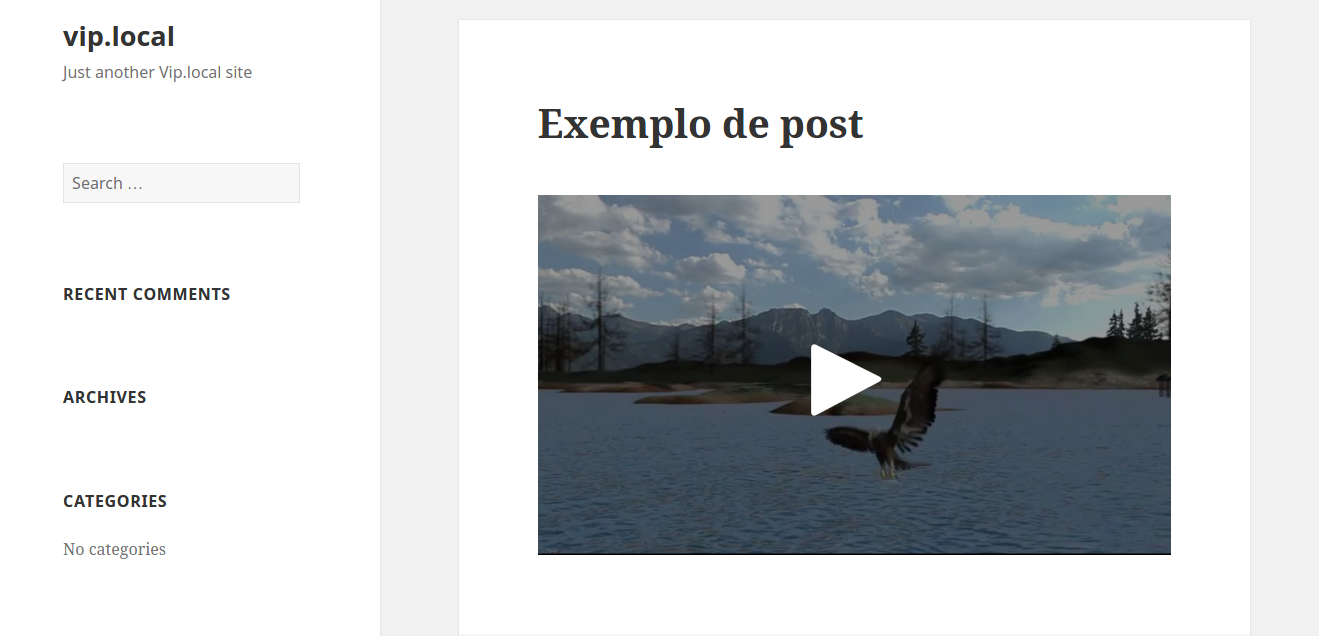 vip.local
Just another Vip.local site
Search …
RECENT COMMENTS
ARCHIVES
CATEGORIES
No categories
Exemplo de post